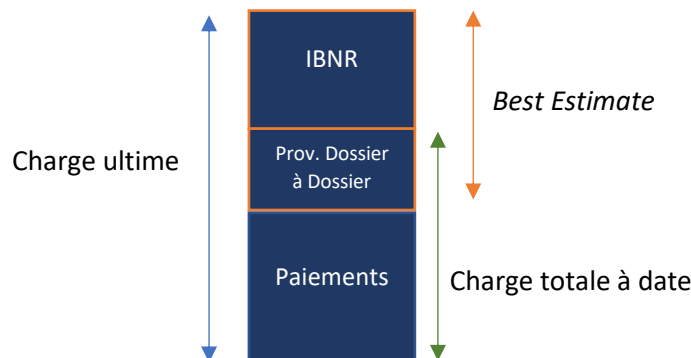 IBNR
Best Estimate
Charge ultime
Prov. Dossier
à Dossier
Paiements
Charge totale à date